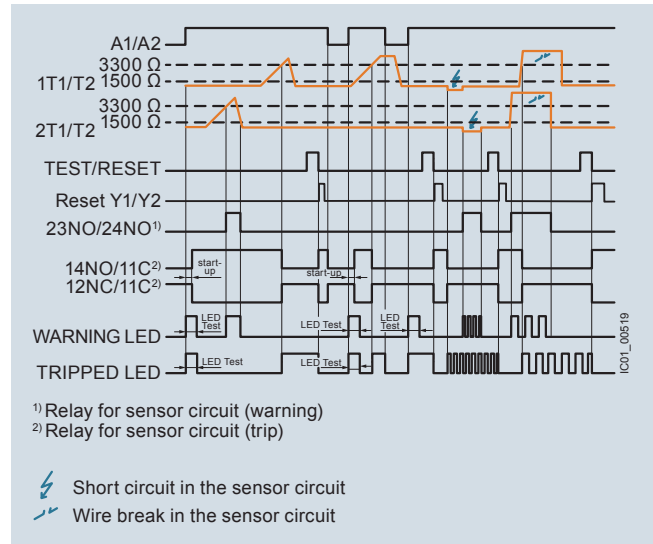 A1/A2
3300 Ω
1T1/T2 1500 Ω
3300 Ω
2T1/T2 1500 Ω
TEST/RESET
Reset Y1/Y2
23NO/24NO¹⁾
14NO/11C²⁾ start-up start-up
12NC/11C²⁾
WARNING LED LED Test LED Test LED Test
TRIPPED LED LED Test LED Test
IC01_00519
¹⁾ Relay for sensor circuit (warning)
²⁾ Relay for sensor circuit (trip)
Short circuit in the sensor circuit
Wire break in the sensor circuit